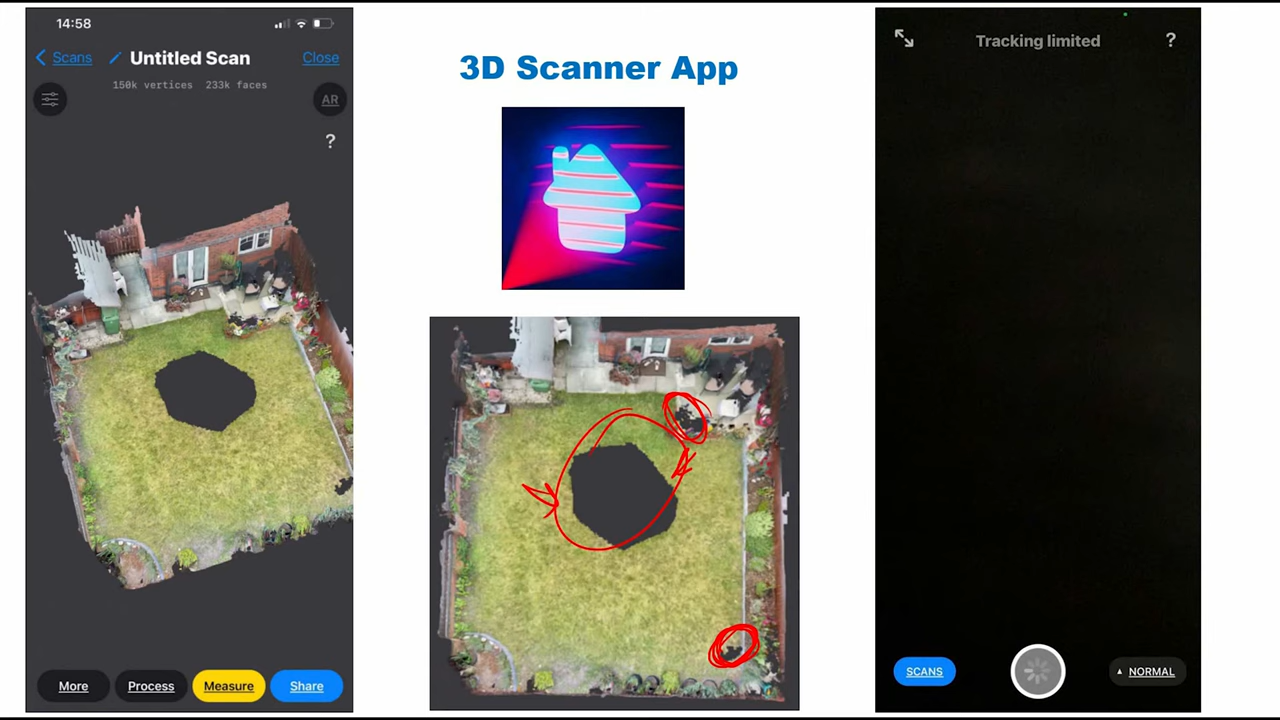 14:58
Scans
Untitled Scan
Close
150k vertices 233k faces
AR
?
More
Process
Measure
Share
3D Scanner App
Tracking limited
?
SCANS
NORMAL